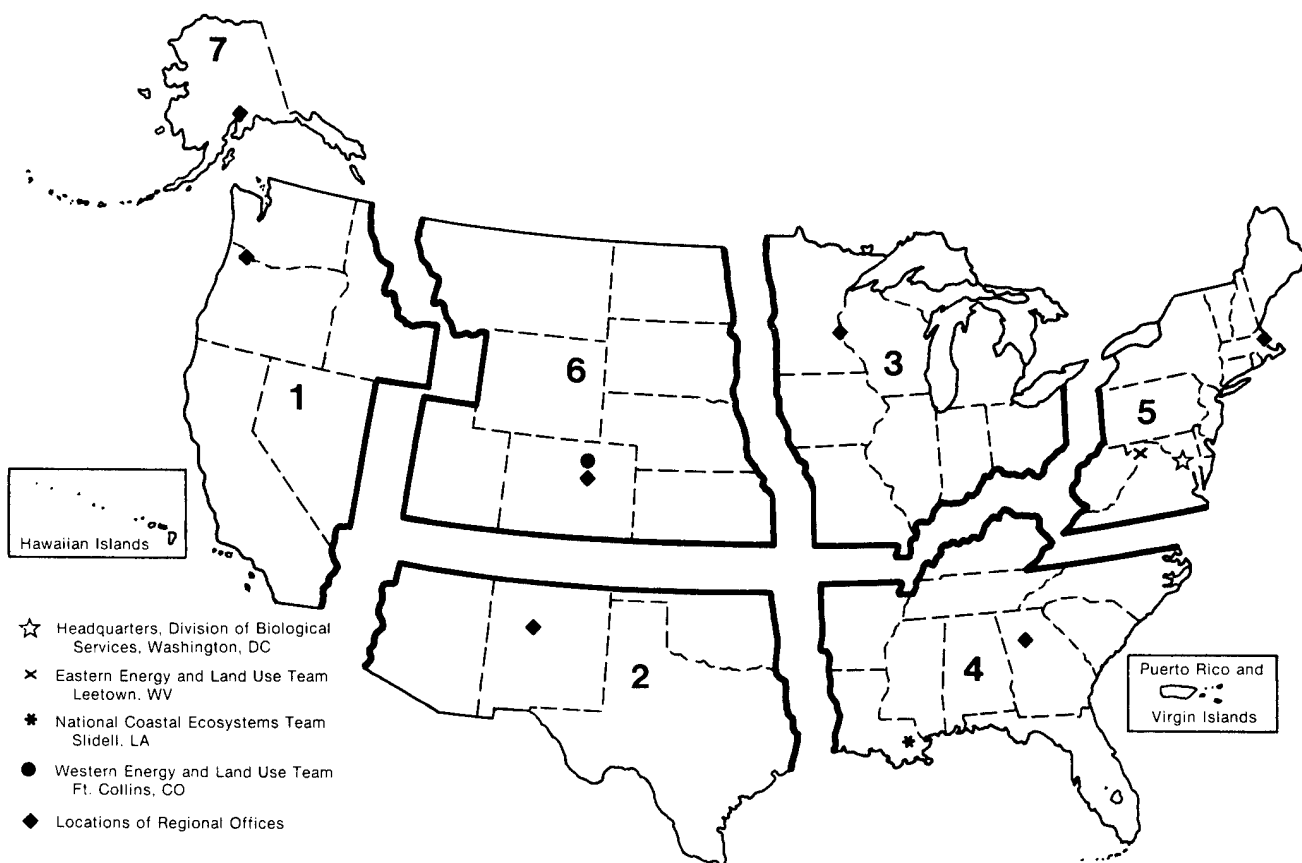 7
1
6
3
5
2
4
Hawaiian Islands
Puerto Rico and
Virgin Islands
Headquarters, Division of Biological
Services, Washington, DC
Eastern Energy and Land Use Team
Leetown, WV
National Coastal Ecosystems Team
Slidell, LA
Western Energy and Land Use Team
Ft. Collins, CO
Locations of Regional Offices